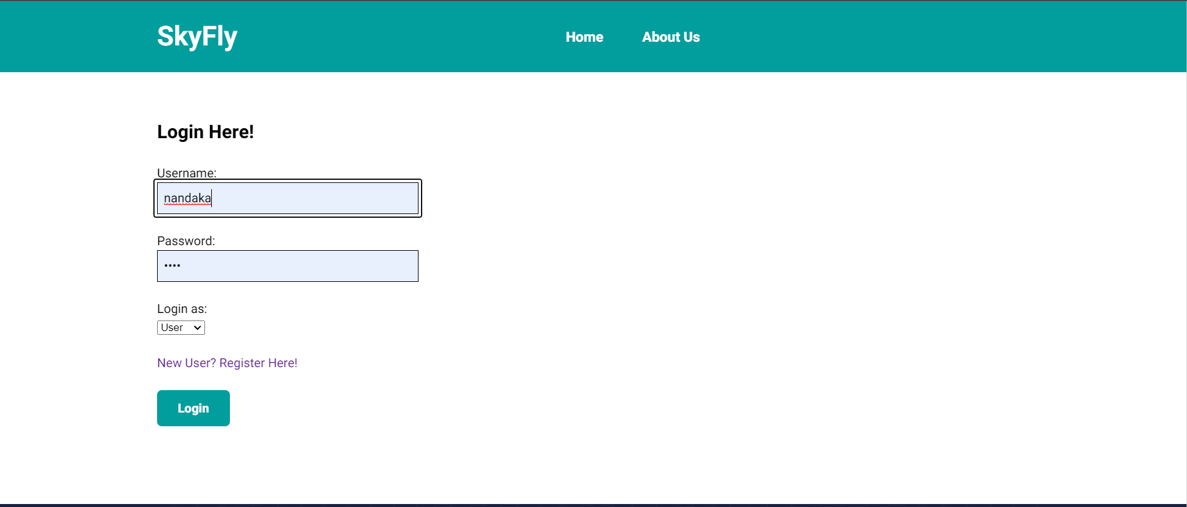 SkyFly
Home
About Us
Login Here!
Username:
nandaka
Password:
••••
Login as:
User
New User? Register Here!
Login